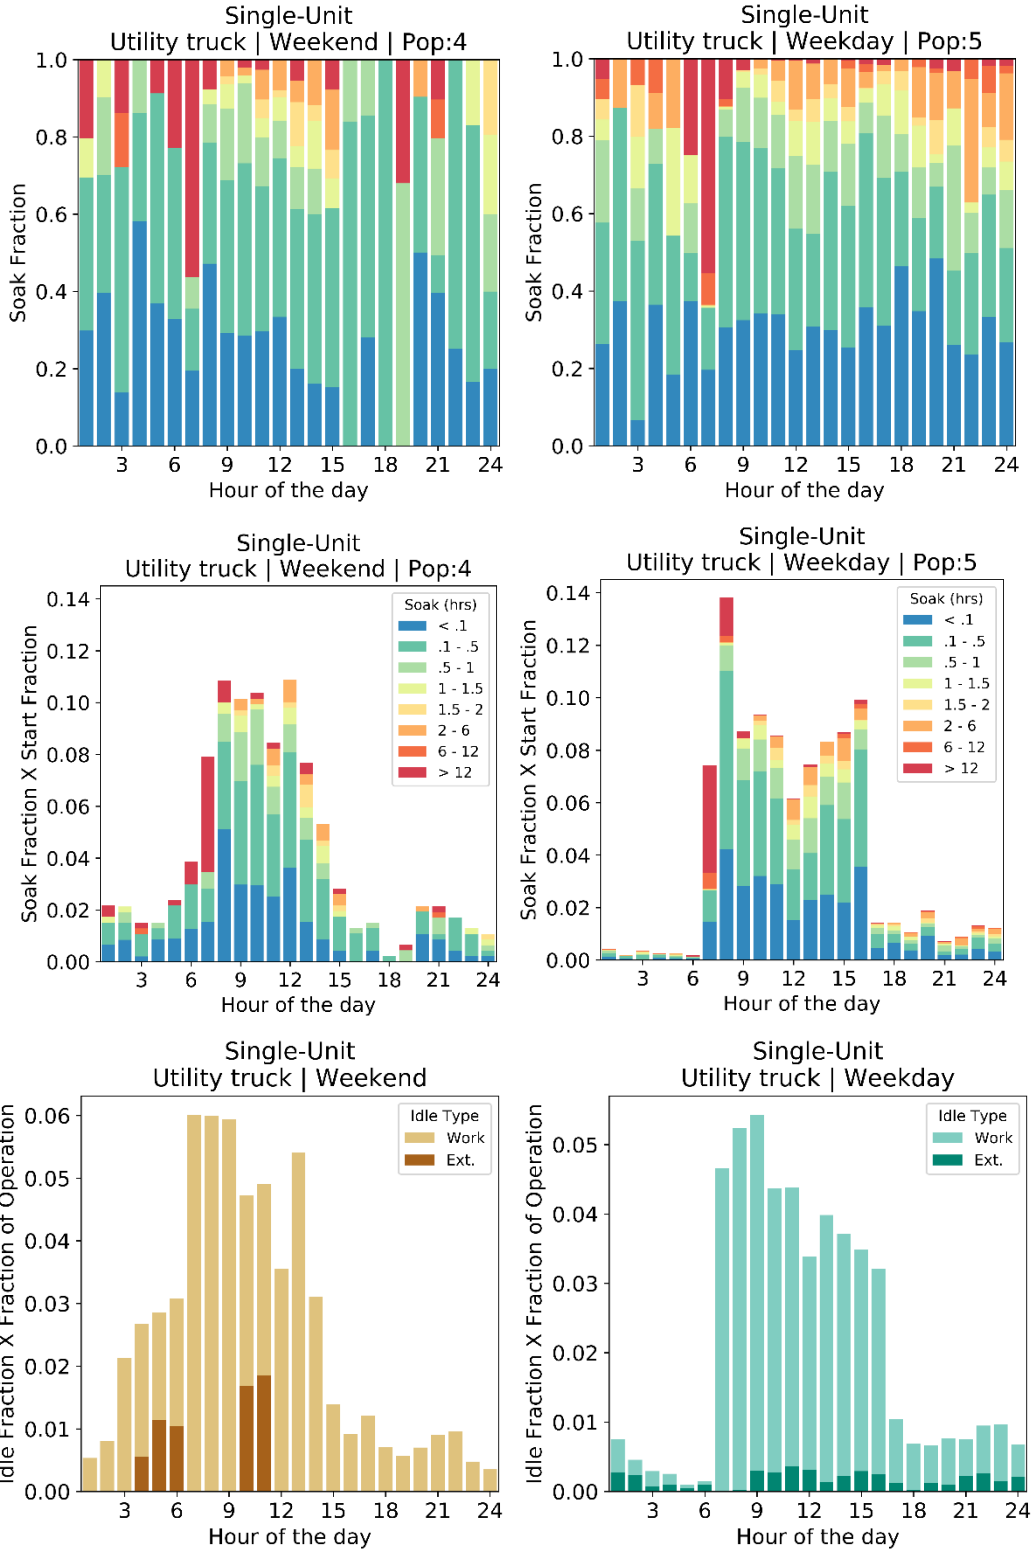 Single-Unit
Utility truck | Weekend | Pop:4
Soak Fraction
1.0
0.8
0.6
0.4
0.2
0.0
3 6 9 12 15 18 21 24
Hour of the day
Single-Unit
Utility truck | Weekday | Pop:5
Soak Fraction
1.0
0.8
0.6
0.4
0.2
0.0
3 6 9 12 15 18 21 24
Hour of the day
Single-Unit
Utility truck | Weekend | Pop:4
Soak Fraction X Start Fraction
0.14
0.12
0.10
0.08
0.06
0.04
0.02
0.00
Soak (hrs)
< .1
.1 - .5
.5 - 1
1 - 1.5
1.5 - 2
2 - 6
6 - 12
> 12
3 6 9 12 15 18 21 24
Hour of the day
Single-Unit
Utility truck | Weekday | Pop:5
Soak Fraction X Start Fraction
0.14
0.12
0.10
0.08
0.06
0.04
0.02
0.00
Soak (hrs)
< .1
.1 - .5
.5 - 1
1 - 1.5
1.5 - 2
2 - 6
6 - 12
> 12
3 6 9 12 15 18 21 24
Hour of the day
Single-Unit
Utility truck | Weekend
Idle Fraction X Fraction of Operation
0.06
0.05
0.04
0.03
0.02
0.01
0.00
Idle Type
Work
Ext.
3 6 9 12 15 18 21 24
Hour of the day
Single-Unit
Utility truck | Weekday
Idle Fraction X Fraction of Operation
0.05
0.04
0.03
0.02
0.01
0.00
Idle Type
Work
Ext.
3 6 9 12 15 18 21 24
Hour of the day